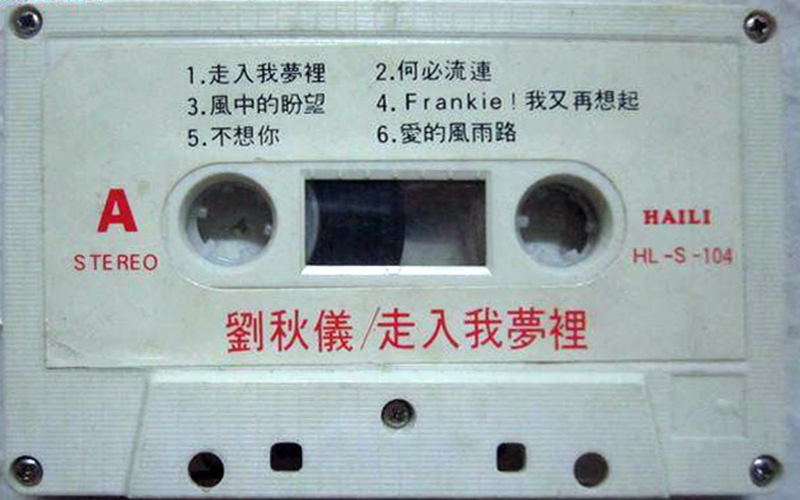 1.走入我夢裡 2.何必流連
3.風中的盼望 4.Frankie!我又再想起
5.不想你 6.愛的風雨路
A
STEREO
HAILI
HL-S-104
劉秋儀/走入我夢裡